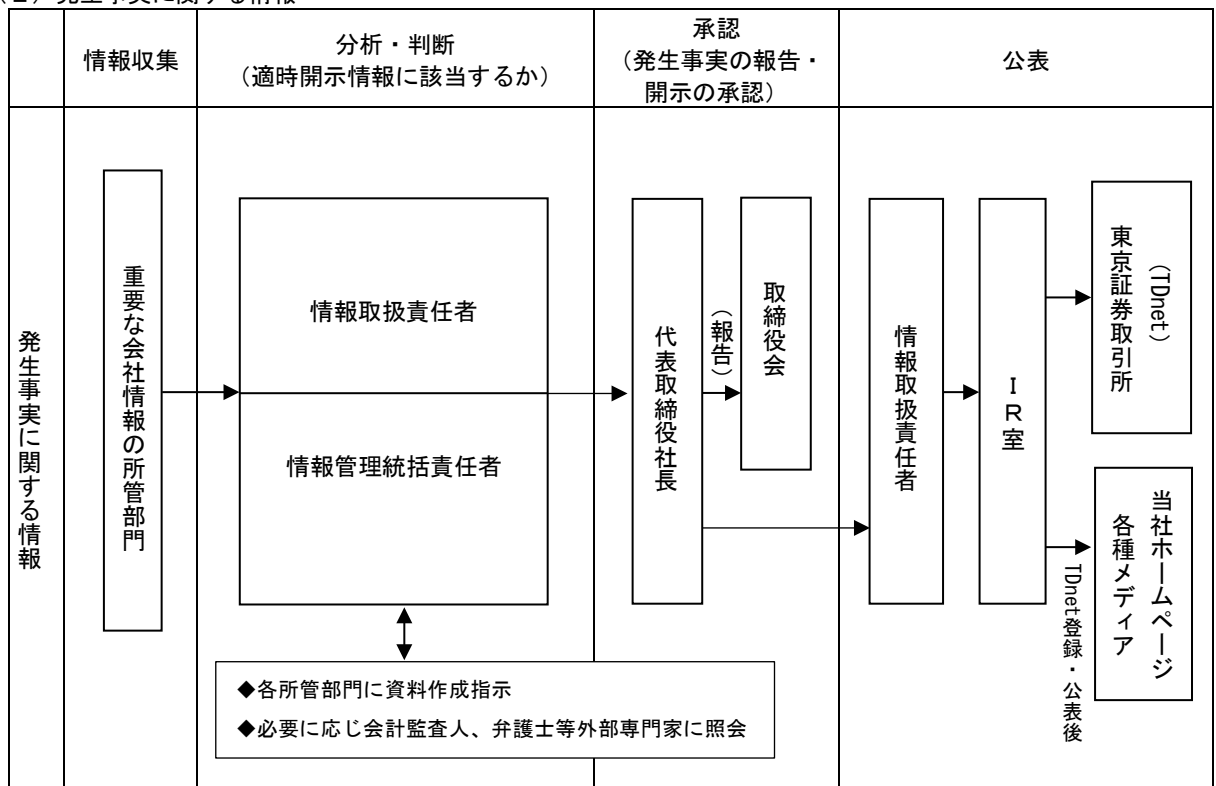 情報収集
分析・判断
（適時開示情報に該当するか）
承認
（発生事実の報告・
開示の承認）
公表
発生事実に関する情報
重要な会社情報の所管部門
情報取扱責任者
情報管理統括責任者
◆各所管部門に資料作成指示
◆必要に応じ会計監査人、弁護士等外部専門家に照会
代表取締役社長
（報告）
取締役会
情報取扱責任者
ＩＲ室
東京証券取引所
（TDnet）
TDnet登録・公表後
当社ホームページ
各種メディア